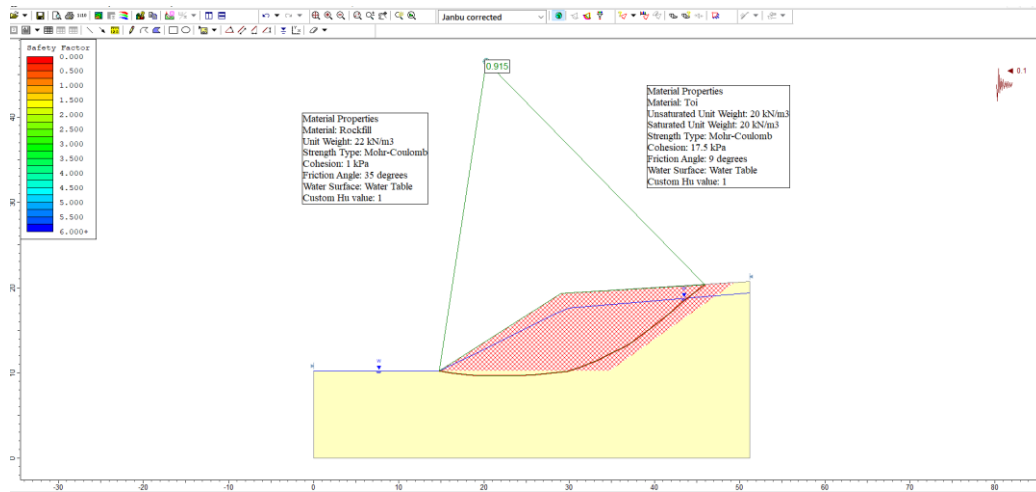 Janbu corrected
Safety Factor
0.000
0.500
1.000
1.500
2.000
2.500
3.000
3.500
4.000
4.500
5.000
5.500
6.000+
0.915
0.1
Material Properties
Material: Rockfill
Unit Weight: 22 kN/m3
Strength Type: Mohr-Coulomb
Cohesion: 1 kPa
Friction Angle: 35 degrees
Water Surface: Water Table
Custom Hu value: 1
Material Properties
Material: Toi
Unsaturated Unit Weight: 20 kN/m3
Saturated Unit Weight: 20 kN/m3
Strength Type: Mohr-Coulomb
Cohesion: 17.5 kPa
Friction Angle: 9 degrees
Water Surface: Water Table
Custom Hu value: 1
40
30
20
10
0
-30 -20 -10 0 10 20 30 40 50 60 70 80